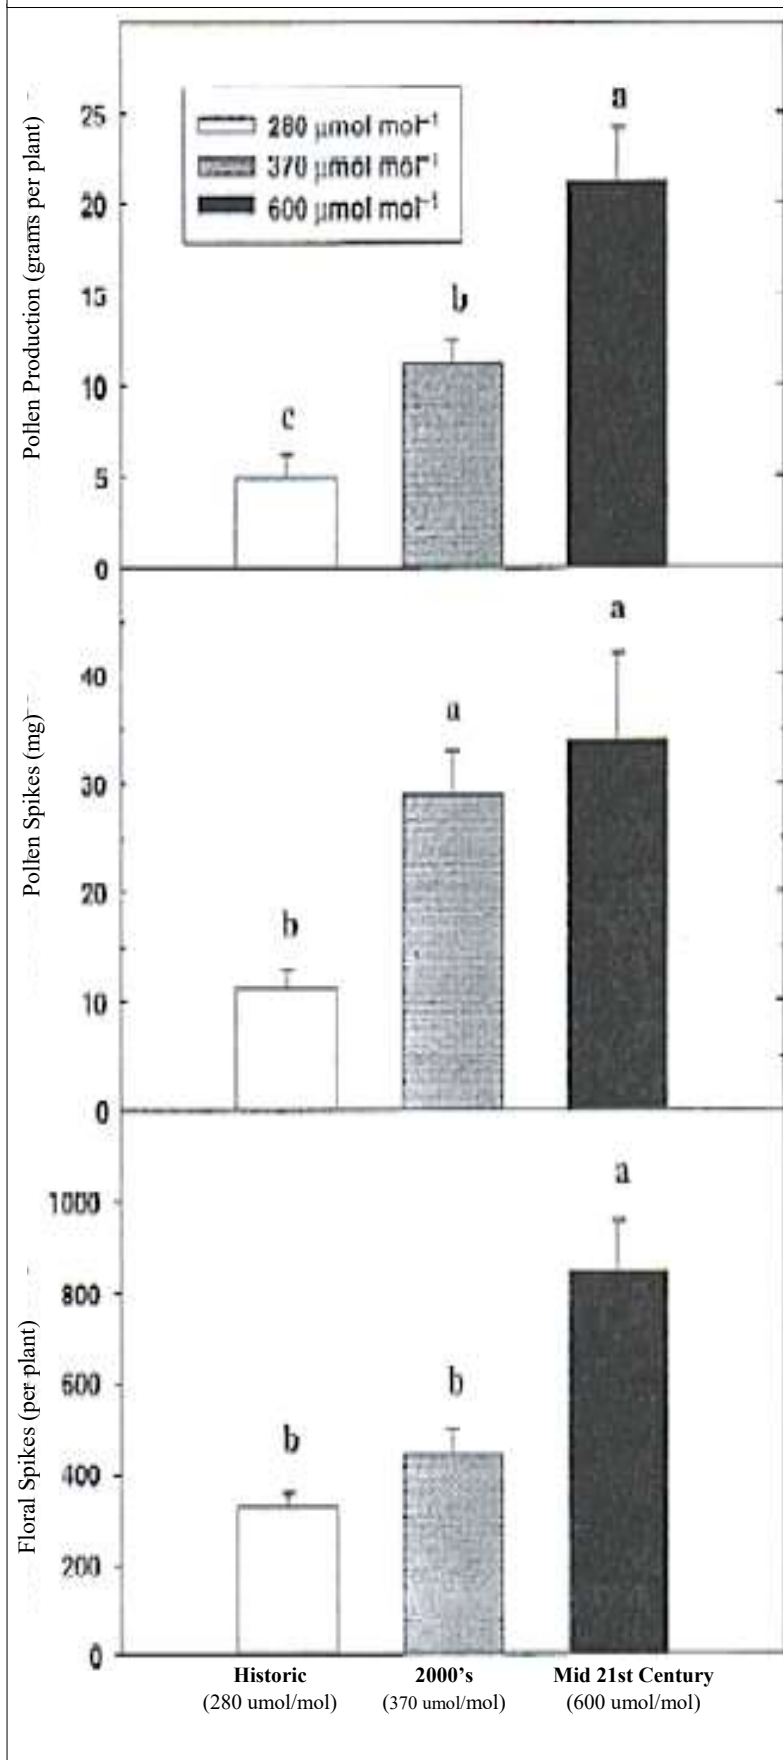 Pollen Production (grams per plant)
25
20
15
10
5
0
280 μmol mol⁻¹
370 μmol mol⁻¹
600 μmol mol⁻¹
c
b
a
Pollen Spikes (mg)
40
30
20
10
0
b
a
a
Floral Spikes (per plant)
1000
800
600
400
200
0
b
b
a
Historic
(280 umol/mol)
2000's
(370 umol/mol)
Mid 21st Century
(600 umol/mol)